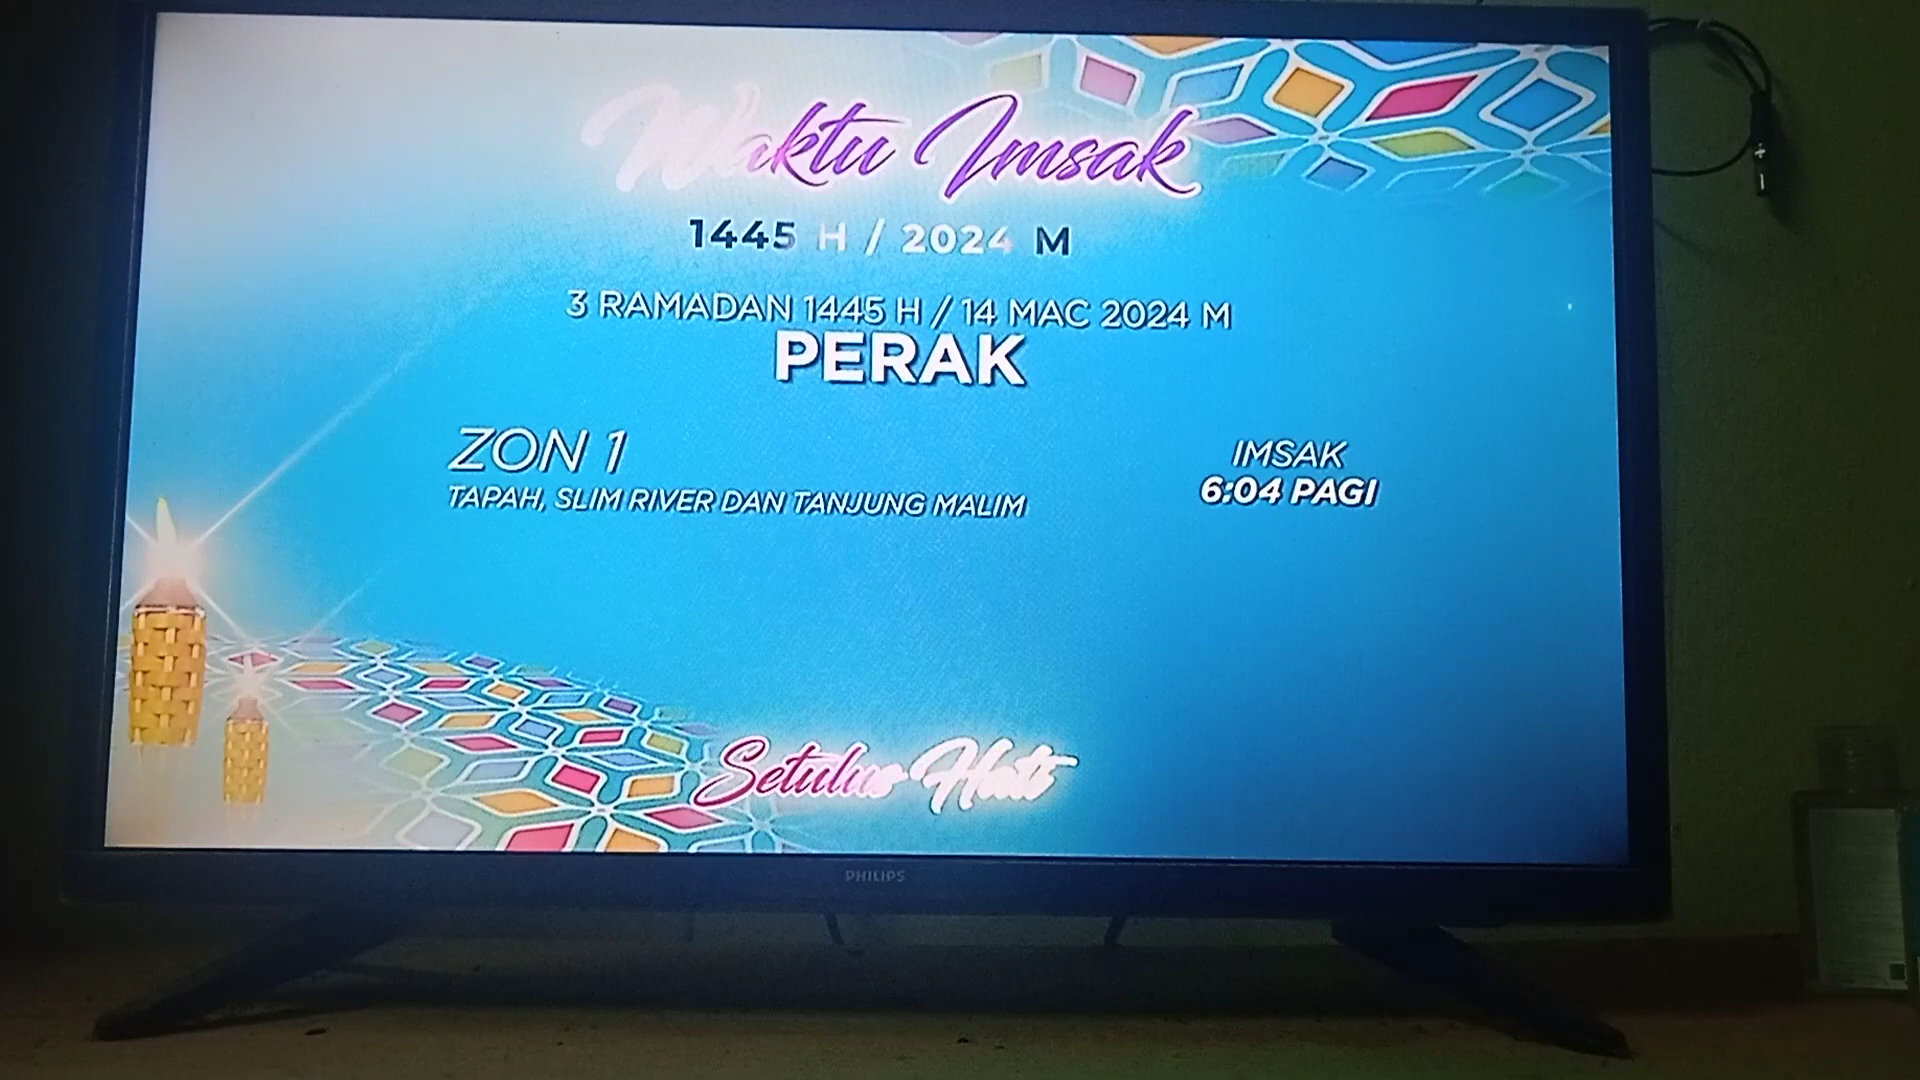 Waktu Imsak
1445 H / 2024 M
3 RAMADAN 1445 H / 14 MAC 2024 M
PERAK
ZON 1
TAPAH, SLIM RIVER DAN TANJUNG MALIM
IMSAK
6:04 PAGI
Setulus Hati
PHILIPS